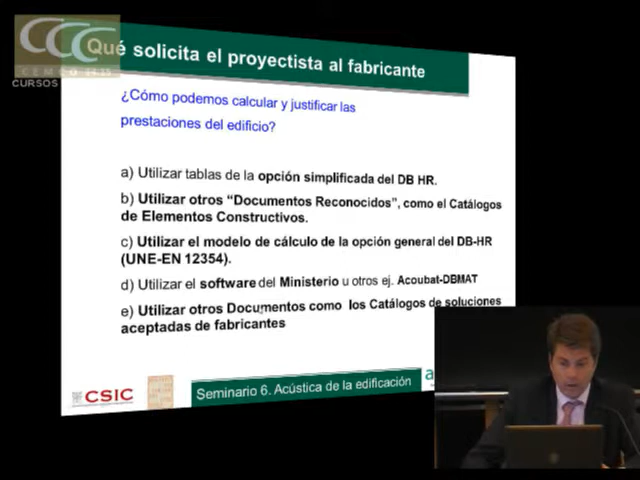 CCC
CEMCO
CURSOS
Qué solicita el proyectista al fabricante
¿Cómo podemos calcular y justificar las
prestaciones del edificio?
a) Utilizar tablas de la opción simplificada del DB HR.
b) Utilizar otros “Documentos Reconocidos”, como el Catálogos
de Elementos Constructivos.
c) Utilizar el modelo de cálculo de la opción general del DB-HR
(UNE-EN 12354).
d) Utilizar el software del Ministerio u otros ej. Acoubat-DBMAT
e) Utilizar otros Documentos como los Catálogos de soluciones
aceptadas de fabricantes
CSIC
Seminario 6. Acústica de la edificación